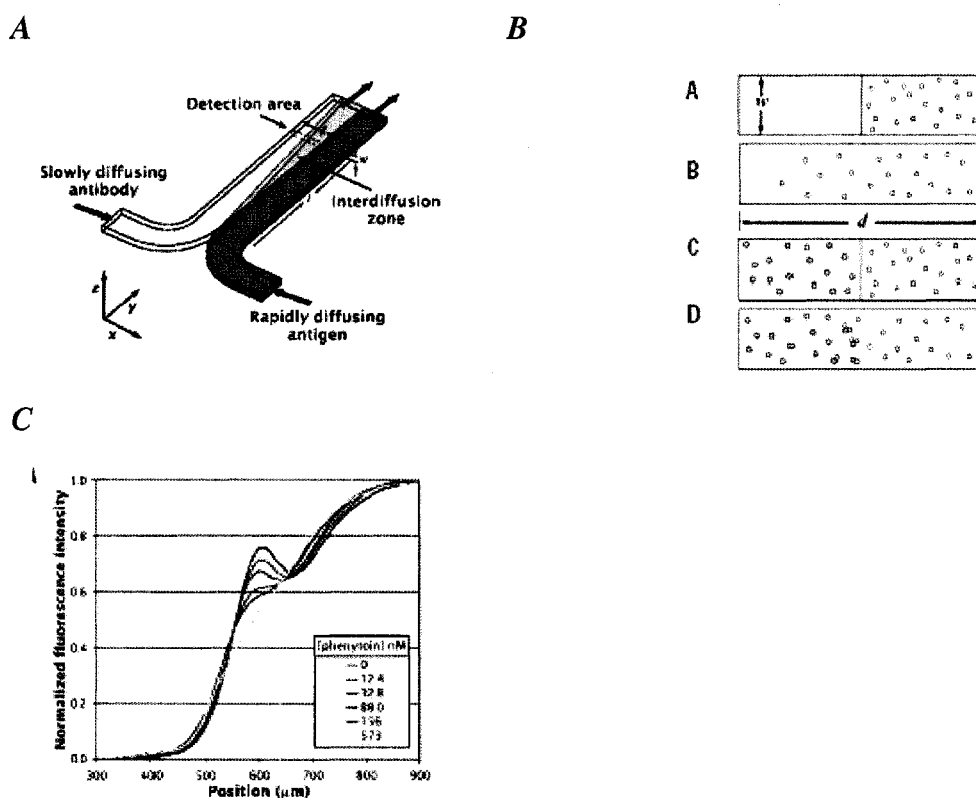 A
B
Detection area
Slowly diffusing
antibody
Interdiffusion
zone
Rapidly diffusing
antigen
z
y
x
A
B
d
C
D
C
Normalized fluorescence intensity
1.0
0.8
0.6
0.4
0.2
0.0
300
400
500
600
700
800
900
Position (μm)
[phenytoin] nM
0
12.4
32.8
88.0